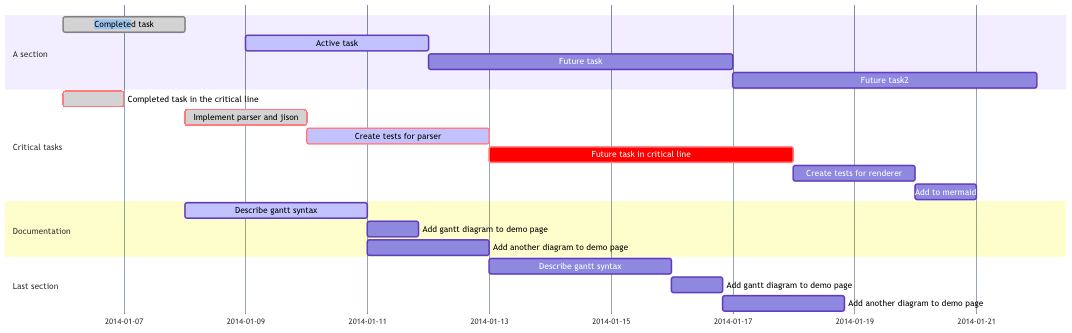 Completed task
Active task
A section
Future task
Future task2
Completed task in the critical line
Implement parser and jison
Create tests for parser
Critical tasks
Future task in critical line
Create tests for renderer
Add to mermaid
Describe gantt syntax
Documentation
Add gantt diagram to demo page
Add another diagram to demo page
Describe gantt syntax
Last section
Add gantt diagram to demo page
Add another diagram to demo page
2014-01-07 2014-01-09 2014-01-11 2014-01-13 2014-01-15 2014-01-17 2014-01-19 2014-01-21